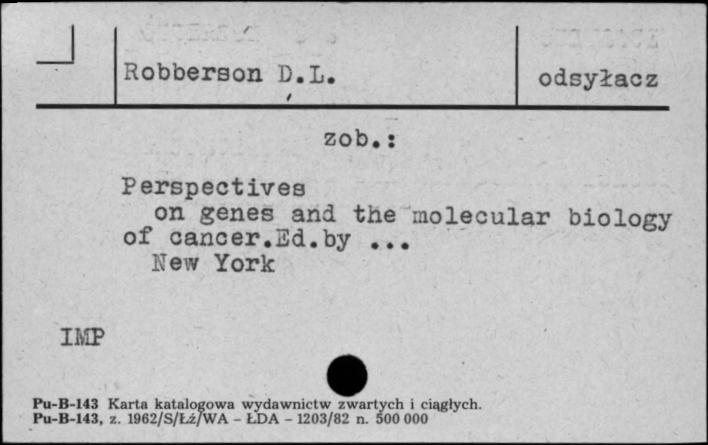 Robberson D.L.
odsyłacz
zob.:
Perspectives
on genes and the molecular biology
of cancer.Ed.by ...
New York
IMP
Pu-B-143 Karta katalogowa wydawnictw zwartych i ciągłych.
Pu-B-143, z. 1962/S/Łź/WA - ŁDA - 1203/82 n. 500 000